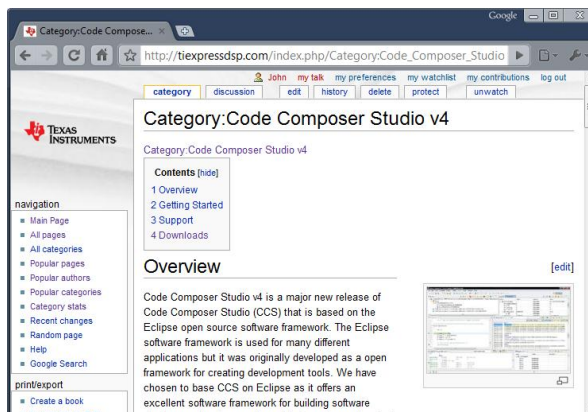 Google
Category:Code Compose...
http://tiexpressdsp.com/index.php/Category:Code_Composer_Studio
John my talk my preferences my watchlist my contributions log out
category discussion edit history delete protect unwatch
TEXAS INSTRUMENTS
Category:Code Composer Studio v4
Category:Code Composer Studio v4
Contents [hide]
1 Overview
2 Getting Started
3 Support
4 Downloads
navigation
Main Page
All pages
All categories
Popular pages
Popular authors
Popular categories
Category stats
Recent changes
Random page
Help
Google Search
print/export
Create a book
Overview [edit]
Code Composer Studio v4 is a major new release of
Code Composer Studio (CCS) that is based on the
Eclipse open source software framework. The Eclipse
software framework is used for many different
applications but it was originally developed as a open
framework for creating development tools. We have
chosen to base CCS on Eclipse as it offers an
excellent software framework for building software